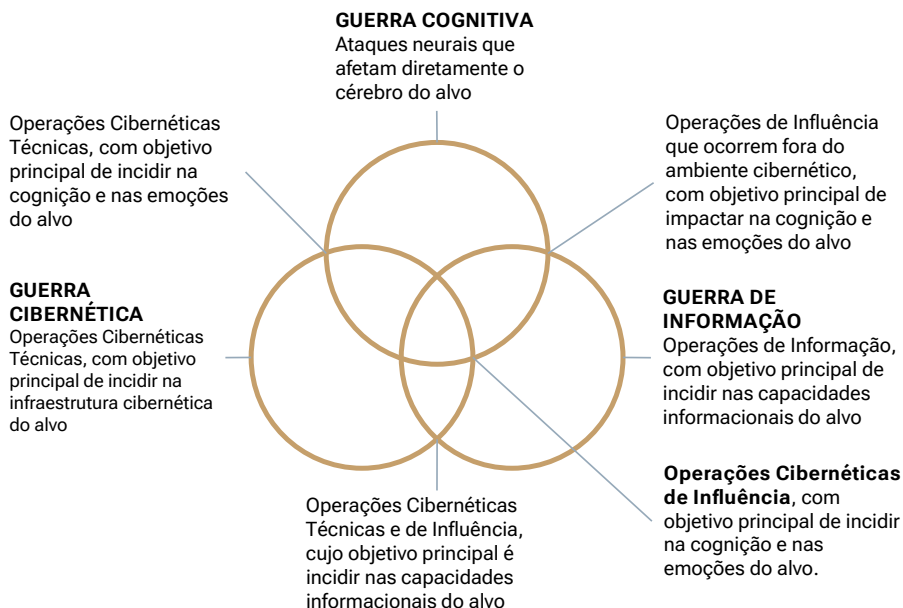 GUERRA COGNITIVA
Ataques neurais que
afetam diretamente o
cérebro do alvo
Operações Cibernéticas
Técnicas, com objetivo
principal de incidir na
cognição e nas emoções
do alvo
Operações de Influência
que ocorrem fora do
ambiente cibernético,
com objetivo principal de
impactar na cognição e
nas emoções do alvo
GUERRA
CIBERNÉTICA
Operações Cibernéticas
Técnicas, com objetivo
principal de incidir na
infraestrutura cibernética
do alvo
GUERRA DE
INFORMAÇÃO
Operações de Informação,
com objetivo principal de
incidir nas capacidades
informacionais do alvo
Operações Cibernéticas
Técnicas e de Influência,
cujo objetivo principal é
incidir nas capacidades
informacionais do alvo
Operações Cibernéticas
de Influência, com
objetivo principal de incidir
na cognição e nas
emoções do alvo.